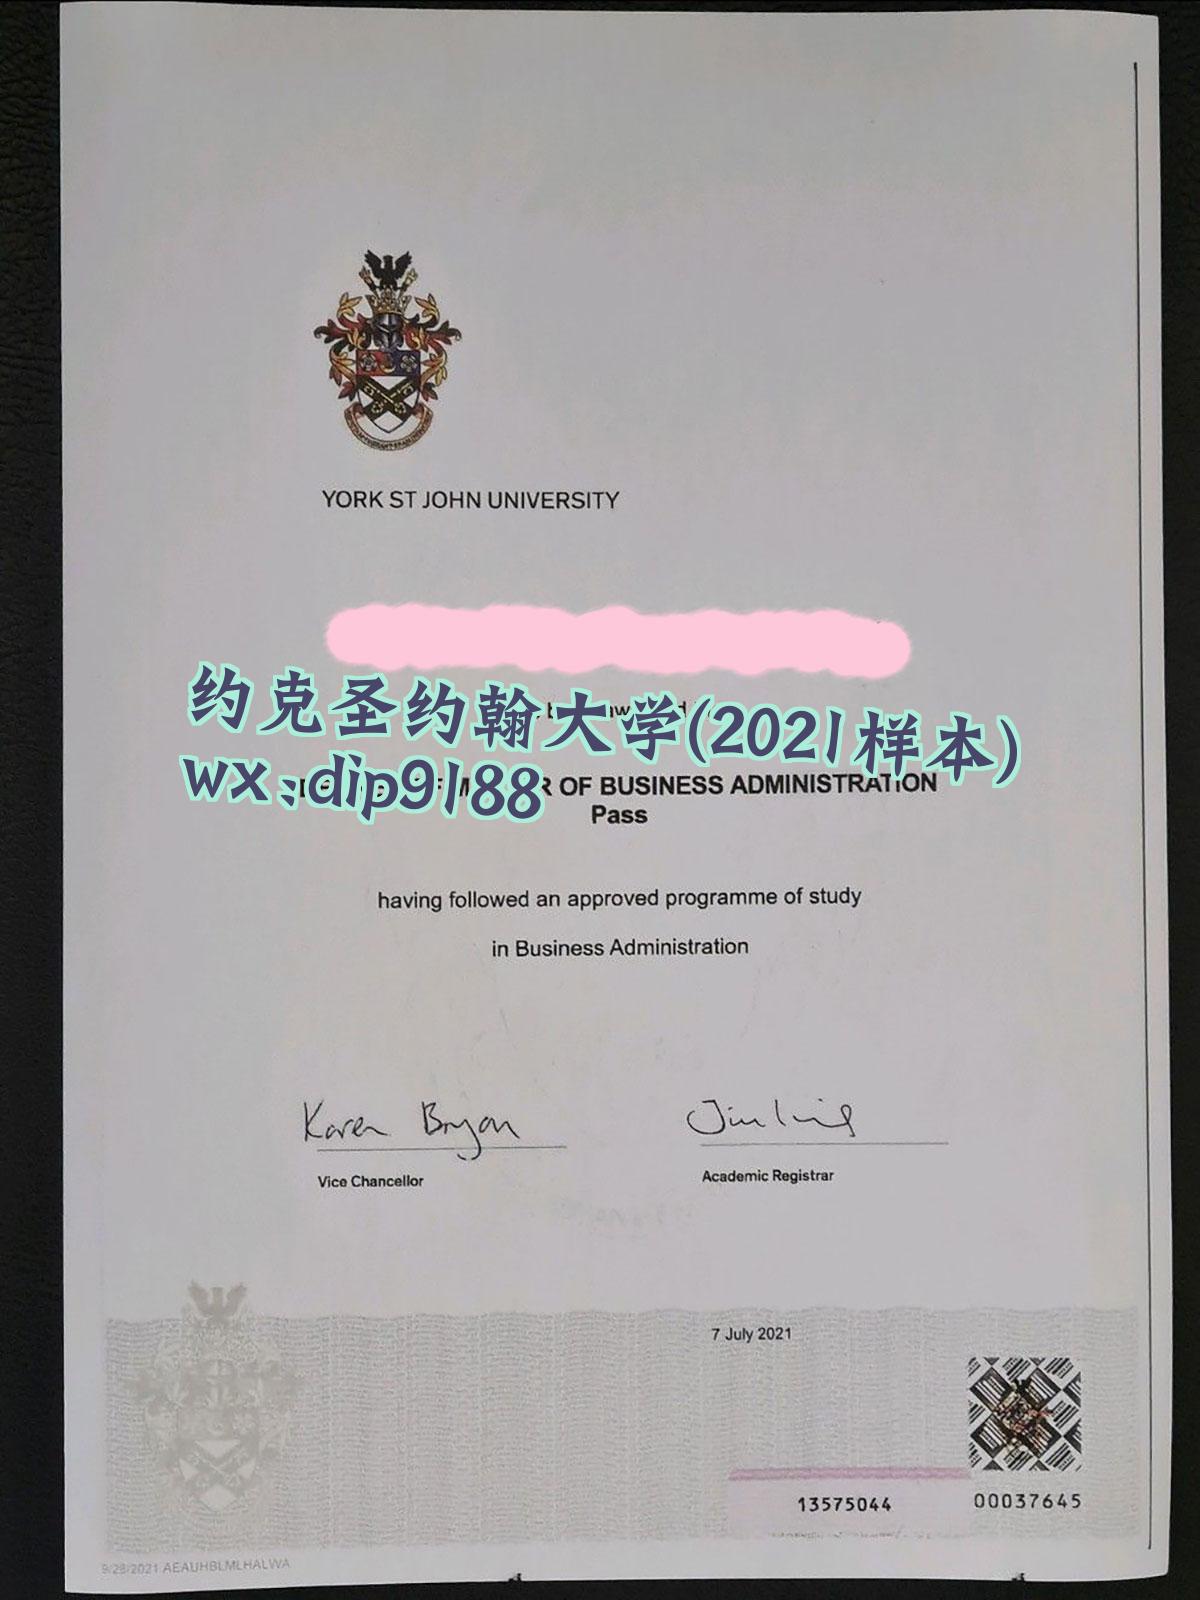 YORK ST JOHN UNIVERSITY
约克圣约翰大学(2021样本)
wx:dip9188
OF BUSINESS ADMINISTRATION
Pass
having followed an approved programme of study
in Business Administration
Karen Bryan
Vice Chancellor
Academic Registrar
7 July 2021
13575044
00037645
9/28/2021 AEAUHBLMLHALWA